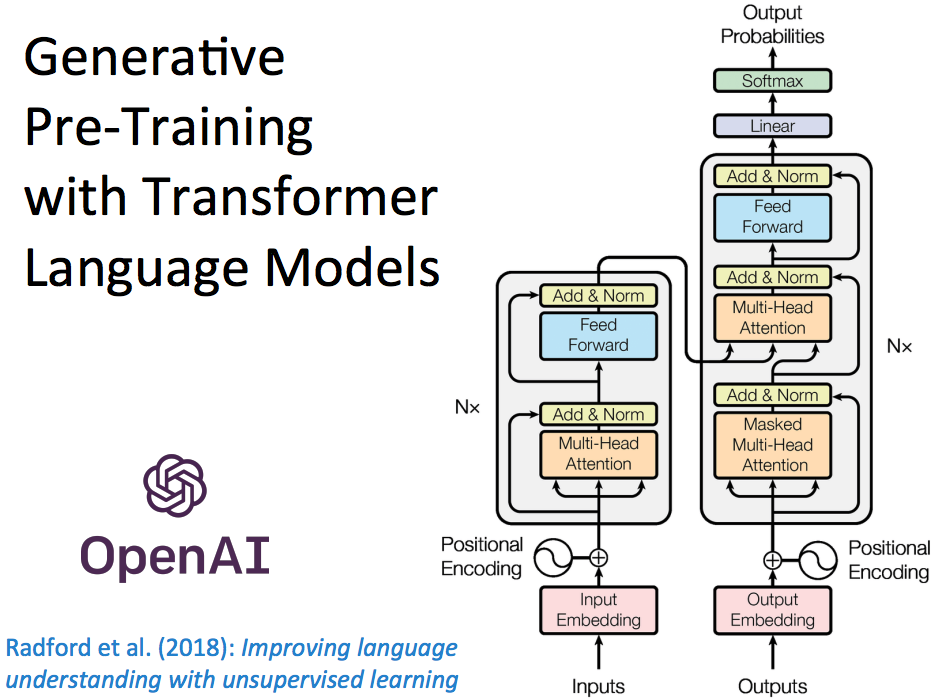 Generative
Pre-Training
with Transformer
Language Models
OpenAI
Radford et al. (2018): Improving language
understanding with unsupervised learning
Output
Probabilities
Softmax
Linear
Add & Norm
Feed
Forward
Add & Norm
Multi-Head
Attention
Add & Norm
Masked
Multi-Head
Attention
N×
Positional
Encoding
Output
Embedding
Outputs
Add & Norm
Feed
Forward
Add & Norm
Multi-Head
Attention
N×
Positional
Encoding
Input
Embedding
Inputs